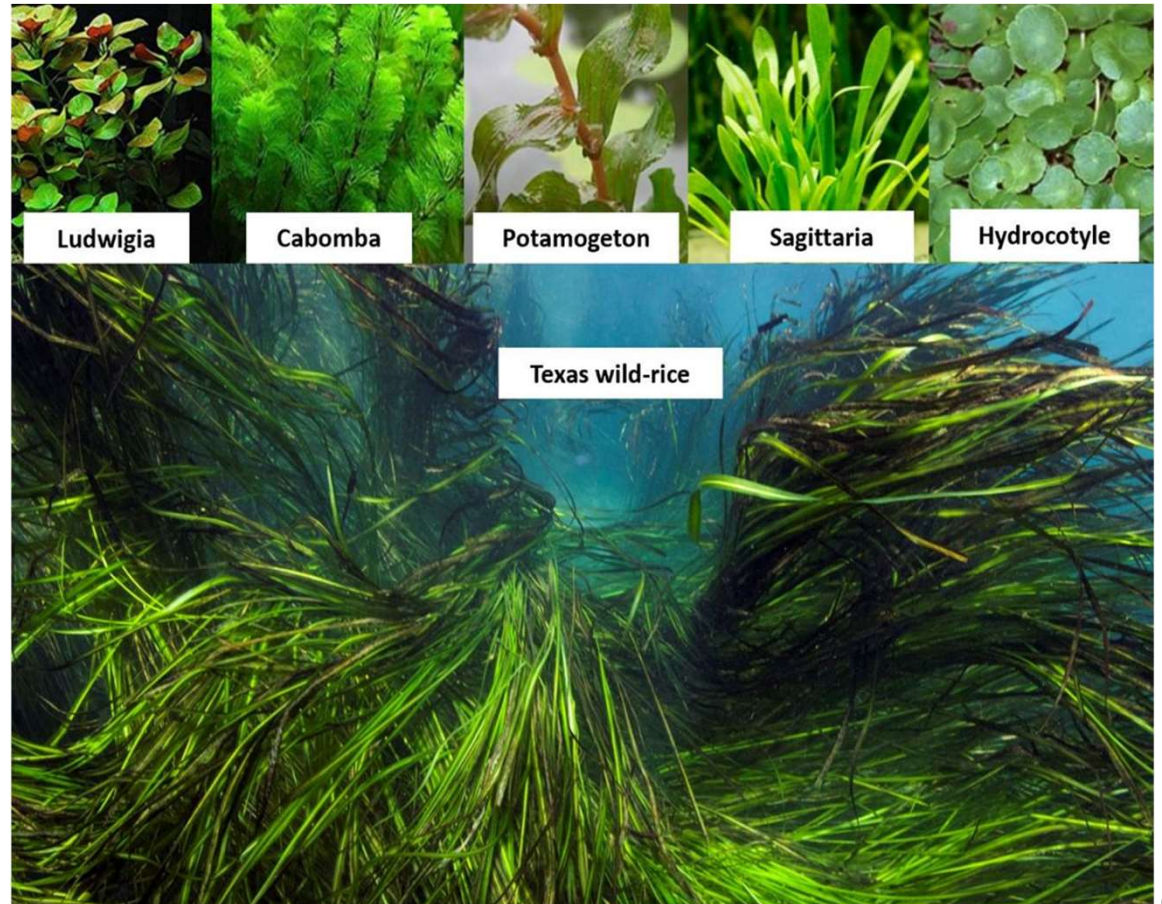 Ludwigia
Cabomba
Potamogeton
Sagittaria
Hydrocotyle
Texas wild-rice